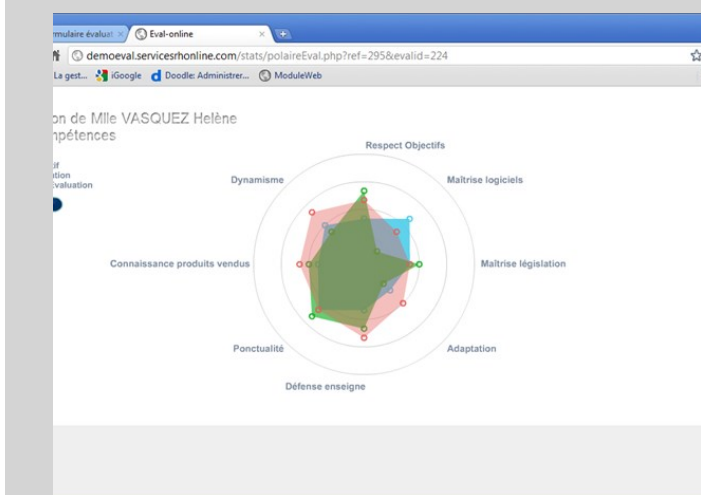 rmulaire évaluat
Eval-online
demoeval.servicesrhonline.com/stats/polaireEval.php?ref=295&evalid=224
La gest...
iGoogle
Doodle: Administrer...
ModuleWeb
on de Mlle VASQUEZ Helène
npétences
if
ation
Evaluation
Respect Objectifs
Dynamisme
Maîtrise logiciels
Connaissance produits vendus
Maîtrise législation
Ponctualité
Adaptation
Défense enseigne